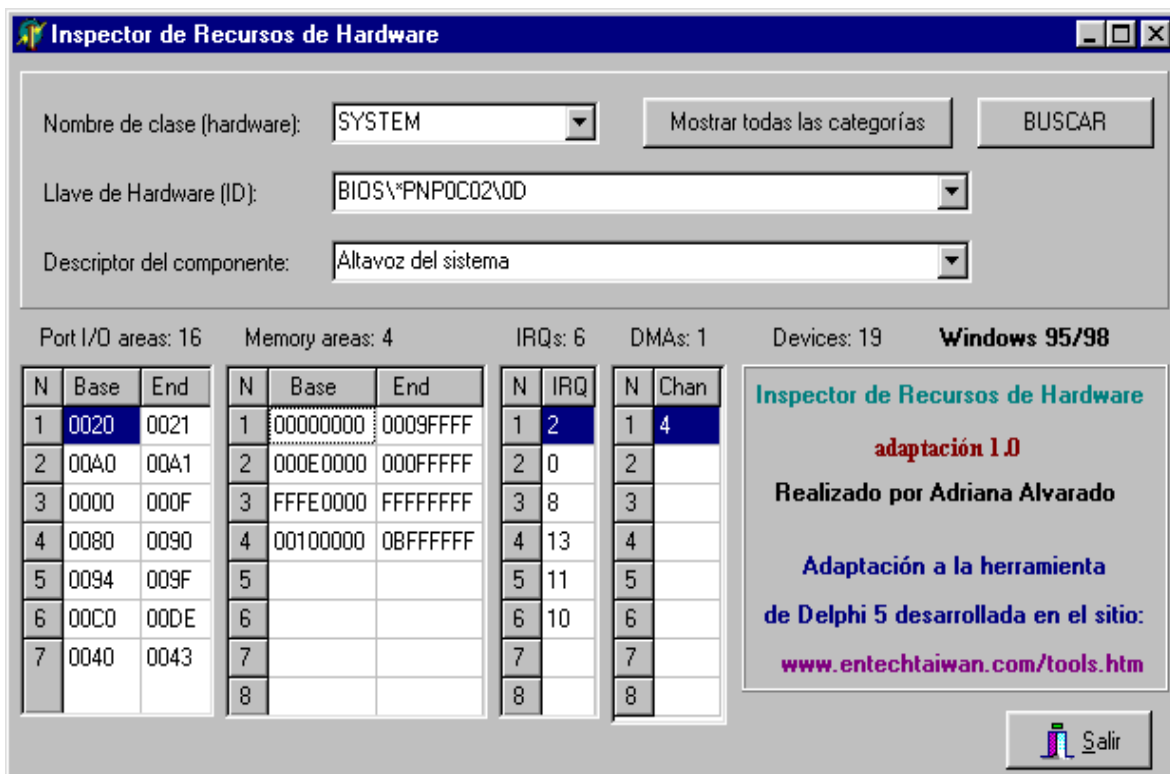 Inspector de Recursos de Hardware
Nombre de clase (hardware): SYSTEM Mostrar todas las categorías BUSCAR
Llave de Hardware (ID): BIOS\*PNP0C02\0D
Descriptor del componente: Altavoz del sistema
Port I/O areas: 16 Memory areas: 4 IRQs: 6 DMAs: 1 Devices: 19 Windows 95/98
N Base End N Base End N IRQ N Chan
1 0020 0021 1 00000000 0009FFFF 1 2 1 4
2 00A0 00A1 2 000E0000 000FFFFF 2 0 2
3 0000 000F 3 FFFE0000 FFFFFFFF 3 8 3
4 0080 0090 4 00100000 0BFFFFFF 4 13 4
5 0094 009F 5 5 11 5
6 00C0 00DE 6 6 10 6
7 0040 0043 7 7 7
8 8 8
Inspector de Recursos de Hardware
adaptación 1.0
Realizado por Adriana Alvarado
Adaptación a la herramienta
de Delphi 5 desarrollada en el sitio:
www.entechtaiwan.com/tools.htm
Salir